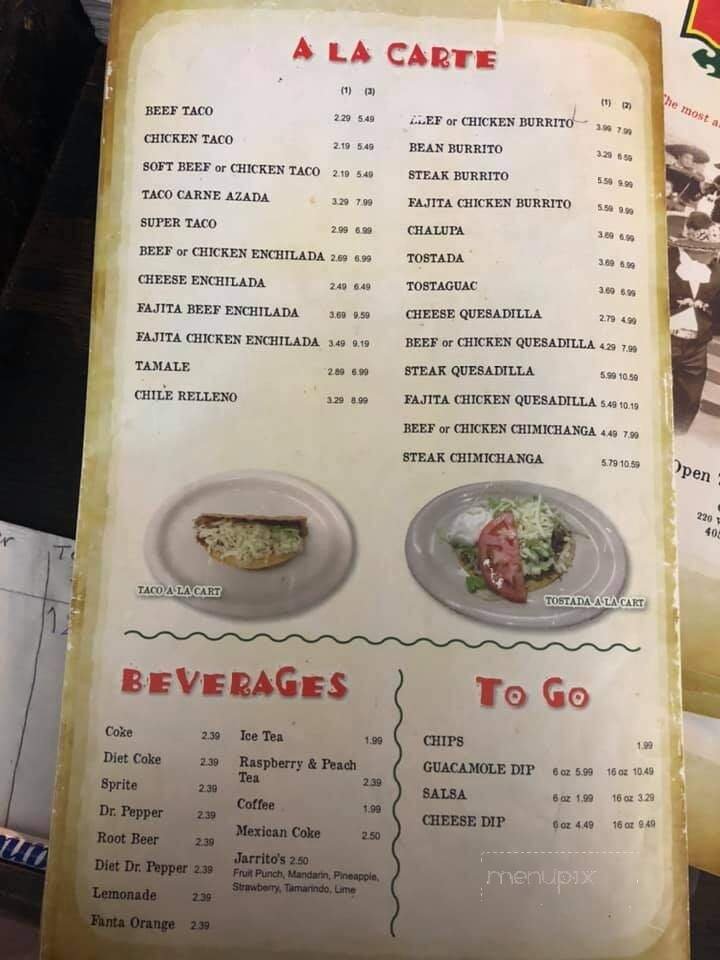 A LA CARTE
(1) (3)
BEEF TACO 2.29 5.49
CHICKEN TACO 2.19 5.49
SOFT BEEF or CHICKEN TACO 2.19 5.49
TACO CARNE AZADA 3.29 7.99
SUPER TACO 2.99 6.99
BEEF or CHICKEN ENCHILADA 2.69 6.99
CHEESE ENCHILADA 2.49 6.49
FAJITA BEEF ENCHILADA 3.69 9.59
FAJITA CHICKEN ENCHILADA 3.49 9.19
TAMALE 2.89 6.99
CHILE RELLENO 3.29 8.99
(1) (2)
BEEF or CHICKEN BURRITO 3.99 7.99
BEAN BURRITO 3.29 6.59
STEAK BURRITO 5.59 9.99
FAJITA CHICKEN BURRITO 5.59 9.99
CHALUPA 3.69 6.99
TOSTADA 3.69 6.99
TOSTAGUAC 3.69 6.99
CHEESE QUESADILLA 2.79 4.99
BEEF or CHICKEN QUESADILLA 4.29 7.99
STEAK QUESADILLA 5.99 10.59
FAJITA CHICKEN QUESADILLA 5.49 10.19
BEEF or CHICKEN CHIMICHANGA 4.49 7.99
STEAK CHIMICHANGA 5.79 10.59
TACO A LA CART
TOSTADA A LA CART
BEVERAGES
Coke 2.39
Diet Coke 2.39
Sprite 2.39
Dr. Pepper 2.39
Root Beer 2.39
Diet Dr. Pepper 2.39
Lemonade 2.39
Fanta Orange 2.39
Ice Tea 1.99
Raspberry & Peach
Tea 2.39
Coffee 1.99
Mexican Coke 2.50
Jarrito's 2.50
Fruit Punch, Mandarin, Pineapple,
Strawberry, Tamarindo, Lime
TO GO
CHIPS 1.99
GUACAMOLE DIP 6 oz 5.99 16 oz 10.49
SALSA 6 oz 1.99 16 oz 3.29
CHEESE DIP 6 oz 4.49 16 oz 9.49
menupix
he most a
Open
220